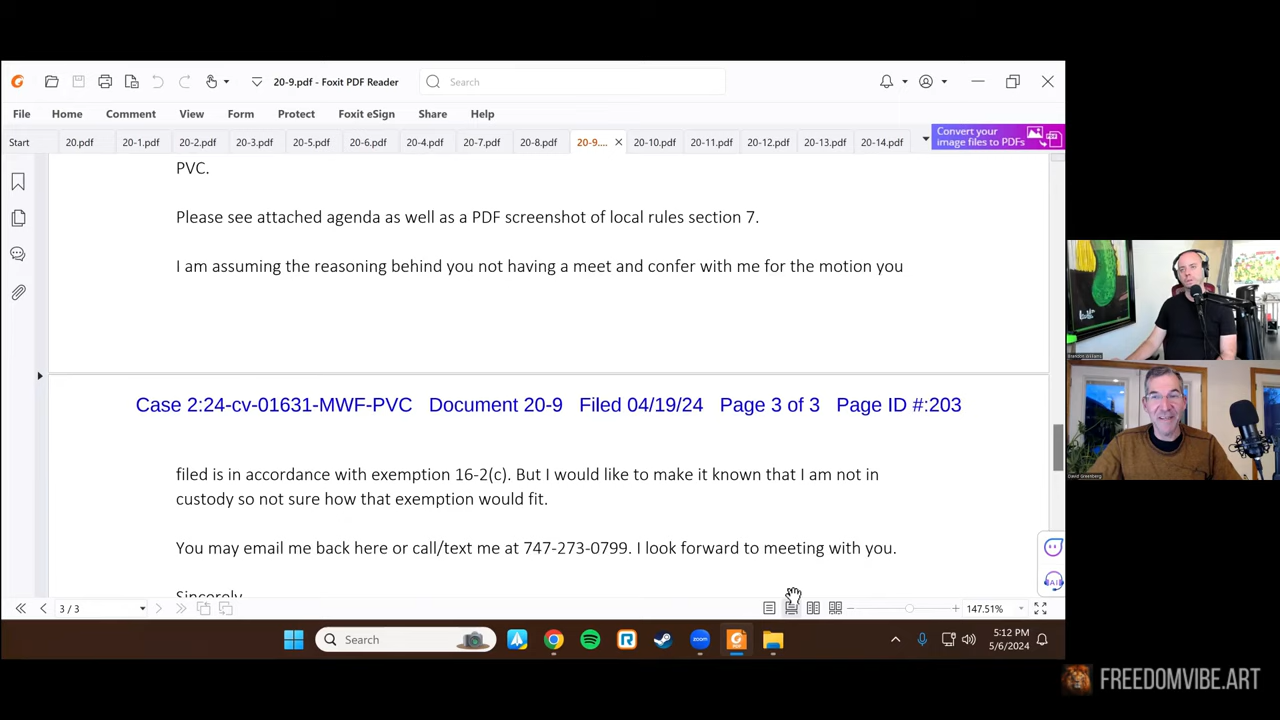 20-9.pdf - Foxit PDF Reader
Search
File Home Comment View Form Protect Foxit eSign Share Help
Start 20.pdf 20-1.pdf 20-2.pdf 20-3.pdf 20-5.pdf 20-6.pdf 20-4.pdf 20-7.pdf 20-8.pdf 20-9.... 20-10.pdf 20-11.pdf 20-12.pdf 20-13.pdf 20-14.pdf
Convert your
image files to PDFs
PVC.
Please see attached agenda as well as a PDF screenshot of local rules section 7.
I am assuming the reasoning behind you not having a meet and confer with me for the motion you
Case 2:24-cv-01631-MWF-PVC Document 20-9 Filed 04/19/24 Page 3 of 3 Page ID #:203
filed is in accordance with exemption 16-2(c). But I would like to make it known that I am not in
custody so not sure how that exemption would fit.
You may email me back here or call/text me at 747-273-0799. I look forward to meeting with you.
Sincerely
3 / 3
147.51%
Search
zoom
5:12 PM
5/6/2024
David Greenberg
FREEDOMVIBE.ART